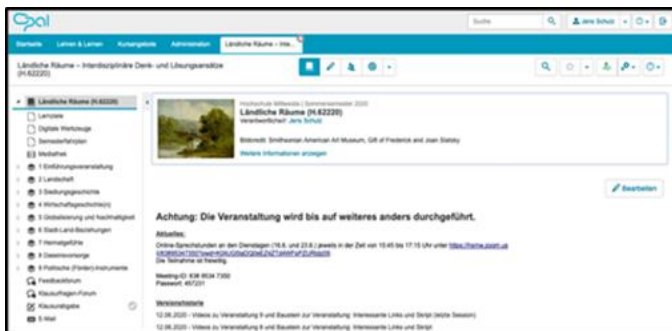 Opal
Suche
Jens Schulz
Startseite
Lehren & Lernen
Kursangebote
Administration
Ländliche Räume – Inte...
Ländliche Räume – Interdisziplinäre Denk- und Lösungsansätze
(H.62220)
Ländliche Räume (H.62220)
Lernziele
Digitale Werkzeuge
Semesterfahrplan
Mediathek
1 Einführungsveranstaltung
2 Landschaft
3 Siedlungsgeschichte
4 Wirtschaftsgeschichte(n)
5 Globalisierung und Nachhaltigkeit
6 Stadt-Land-Beziehungen
7 Heimatgefühle
8 Daseinsvorsorge
9 Politische (Förder)-Instrumente
Feedbackforum
Klausurfragen-Forum
Klausurabgabe
E-Mail
Hochschule Mittweida | Sommersemester 2020
Ländliche Räume (H.62220)
Verantwortliche/r: Jens Schulz
Bildcredit: Smithsonian American Art Museum, Gift of Frederick and Joan Slatsky
Weitere Informationen anzeigen
Bearbeiten
Achtung: Die Veranstaltung wird bis auf weiteres anders durchgeführt.
Aktuelles:
Online-Sprechstunden an den Dienstagen (16.6. und 23.6.) jeweils in der Zeit von 15:45 bis 17:15 Uhr unter
Die Teilnahme ist freiwillig.
Meeting-ID: 938 9534 7350
Passwort: 457231
Versionshistorie
12.06.2020 - Videos zu Veranstaltung 9 und Baustein zur Veranstaltung: Interessante Links und Skript (letzte Session)
12.06.2020 - Videos zu Veranstaltung 8 und Baustein zur Veranstaltung: Interessante Links und Skript